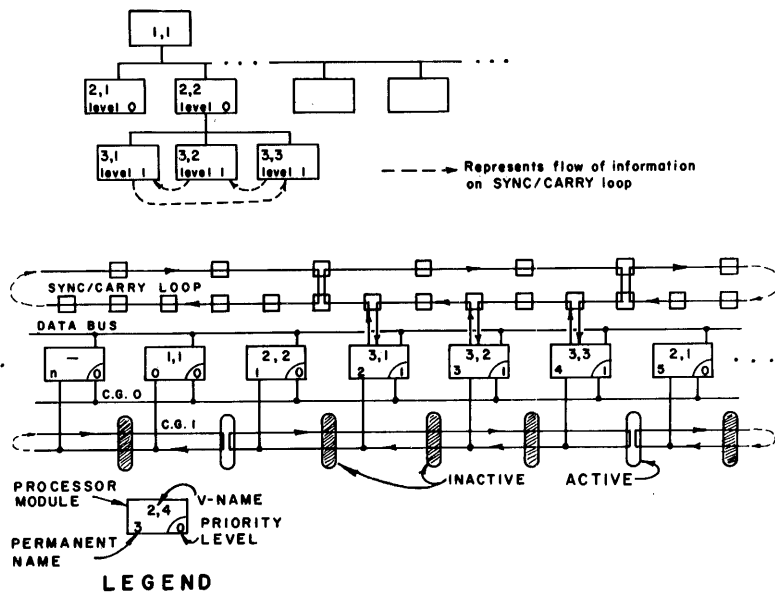 1,1
2,1
level 0
2,2
level 0
3,1
level 1
3,2
level 1
3,3
level 1
Represents flow of information
on SYNC/CARRY loop
SYNC/CARRY LOOP
DATA BUS
—
n 0
1,1
0 0
2,2
1 0
3,1
2 1
3,2
3 1
3,3
4 1
2,1
5 0
C.G. 0
C.G. 1
INACTIVE
ACTIVE
PROCESSOR
MODULE
V-NAME
2,4
3 0
PRIORITY
LEVEL
PERMANENT
NAME
LEGEND